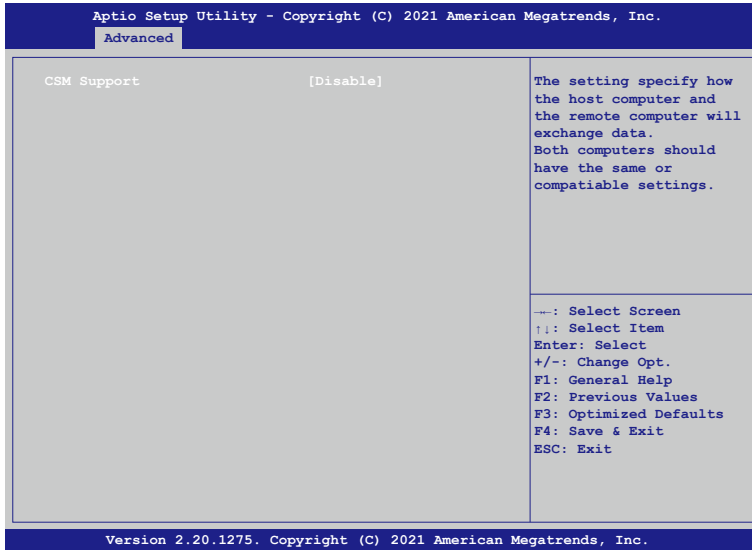 Aptio Setup Utility - Copyright (C) 2021 American Megatrends, Inc.
Advanced
CSM Support [Disable]
The setting specify how
the host computer and
the remote computer will
exchange data.
Both computers should
have the same or
compatiable settings.
→←: Select Screen
↑↓: Select Item
Enter: Select
+/-: Change Opt.
F1: General Help
F2: Previous Values
F3: Optimized Defaults
F4: Save & Exit
ESC: Exit
Version 2.20.1275. Copyright (C) 2021 American Megatrends, Inc.